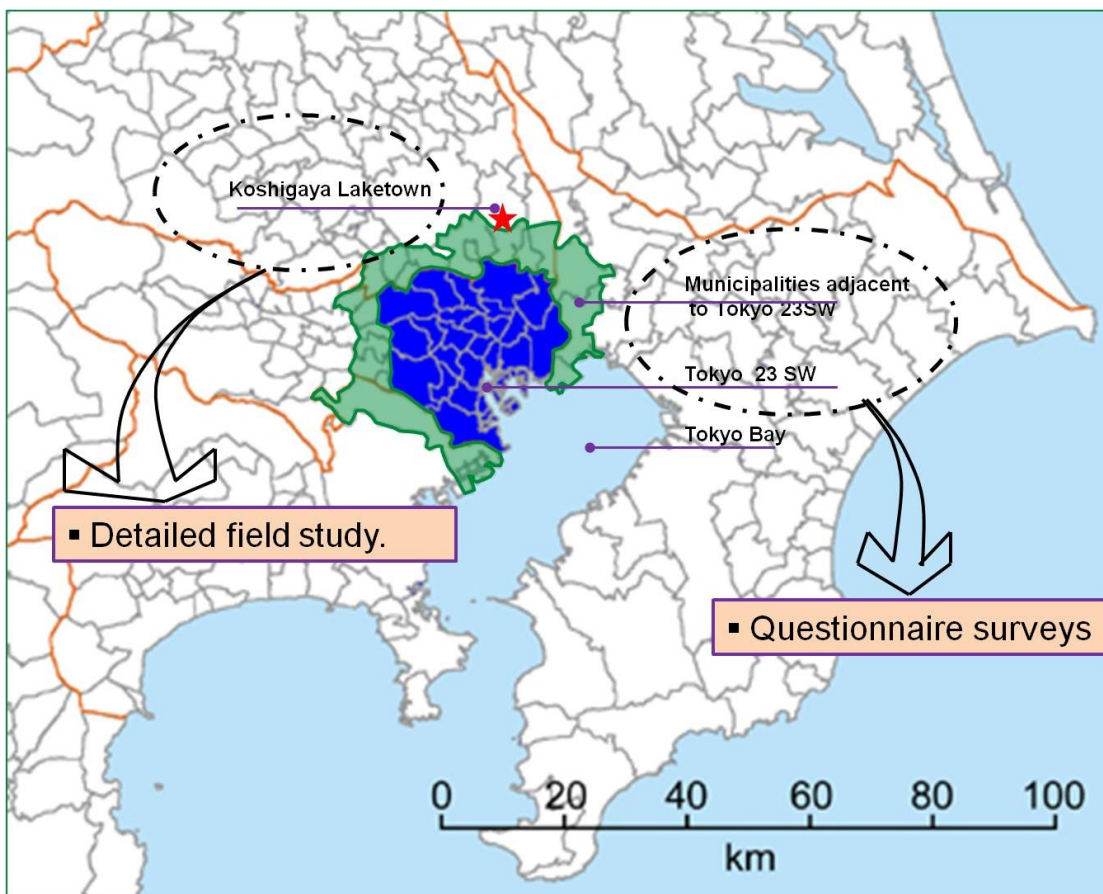 Koshigaya Laketown
Municipalities adjacent
to Tokyo 23SW
Tokyo 23 SW
Tokyo Bay
▪ Detailed field study.
▪ Questionnaire surveys
0 20 40 60 80 100
km